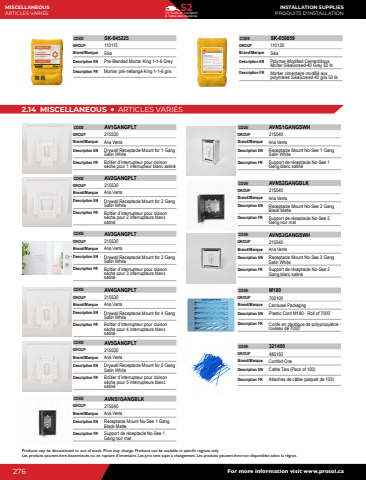 MISCELLANEOUS
ARTICLES VARIÉS
S2
INSTALLATION SUPPLIES
PRODUITS D'INSTALLATION
CODE SK-645225
GROUP 110115
Brand/Marque Sika
Description EN Pre-Blended Mortar King 1-1-6 Grey
Description FR Mortier pré-mélangé King 1-1-6 gris
CODE SK-659859
GROUP 110150
Brand/Marque Sika
Description EN Polymer-Modified Cementitious
Mortar SikaScreed-40 Grey 50 lb
Description FR Mortier cimentaire modifié aux
polymères SikaScreed-40 gris 50 lb
2.14 MISCELLANEOUS • ARTICLES VARIÉS
CODE AV1GANGPLT
GROUP 215530
Brand/Marque Aria Vents
Description EN Drywall Receptacle Mount for 1 Gang
Satin White
Description FR Boîtier d'interrupteur pour cloison
sèche pour 1 interrupteur blanc satiné
CODE AV2GANGPLT
GROUP 215530
Brand/Marque Aria Vents
Description EN Drywall Receptacle Mount for 2 Gang
Satin White
Description FR Boîtier d'interrupteur pour cloison
sèche pour 2 interrupteurs blanc
satiné
CODE AV3GANGPLT
GROUP 215530
Brand/Marque Aria Vents
Description EN Drywall Receptacle Mount for 3 Gang
Satin White
Description FR Boîtier d'interrupteur pour cloison
sèche pour 3 interrupteurs blanc
satiné
CODE AV4GANGPLT
GROUP 215530
Brand/Marque Aria Vents
Description EN Drywall Receptacle Mount for 4 Gang
Satin White
Description FR Boîtier d'interrupteur pour cloison
sèche pour 4 interrupteurs blanc
satiné
CODE AV5GANGPLT
GROUP 215530
Brand/Marque Aria Vents
Description EN Drywall Receptacle Mount for 5 Gang
Satin White
Description FR Boîtier d'interrupteur pour cloison
sèche pour 5 interrupteurs blanc
satiné
CODE AVNS1GANGBLK
GROUP 215540
Brand/Marque Aria Vents
Description EN Receptacle Mount No-See 1 Gang
Black Matte
Description FR Support de réceptacle No-See 1
Gang noir mat
CODE AVNS1GANGSWH
GROUP 215540
Brand/Marque Aria Vents
Description EN Receptacle Mount No-See 1 Gang
Satin White
Description FR Support de réceptacle No-See 1
Gang blanc satiné
CODE AVNS2GANGBLK
GROUP 215540
Brand/Marque Aria Vents
Description EN Receptacle Mount No-See 2 Gang
Black Matte
Description FR Support de réceptacle No-See 2
Gang noir mat
CODE AVNS2GANGSWH
GROUP 215540
Brand/Marque Aria Vents
Description EN Receptacle Mount No-See 2 Gang
Satin White
Description FR Support de réceptacle No-See 2
Gang blanc satiné
CODE M180
GROUP 700100
Brand/Marque Carrousel Packaging
Description EN Plastic Cord M180 - Roll of 7000'
Description FR Corde en plastique de polypropylène -
rouleau de 7000'
CODE 321400
GROUP 485150
Brand/Marque Comfort-One
Description EN Cable Ties (Pack of 100)
Description FR Attaches de câble (paquet de 100)
Products may be discontinued or out of stock. Price may change. Products can be available in specific regions only.
Les produits peuvent être discontinués ou en rupture d'inventaire. Les prix sont sujet à changement. Les produits peuvent être non disponibles selon la région.
276
For more information visit www.prosol.ca